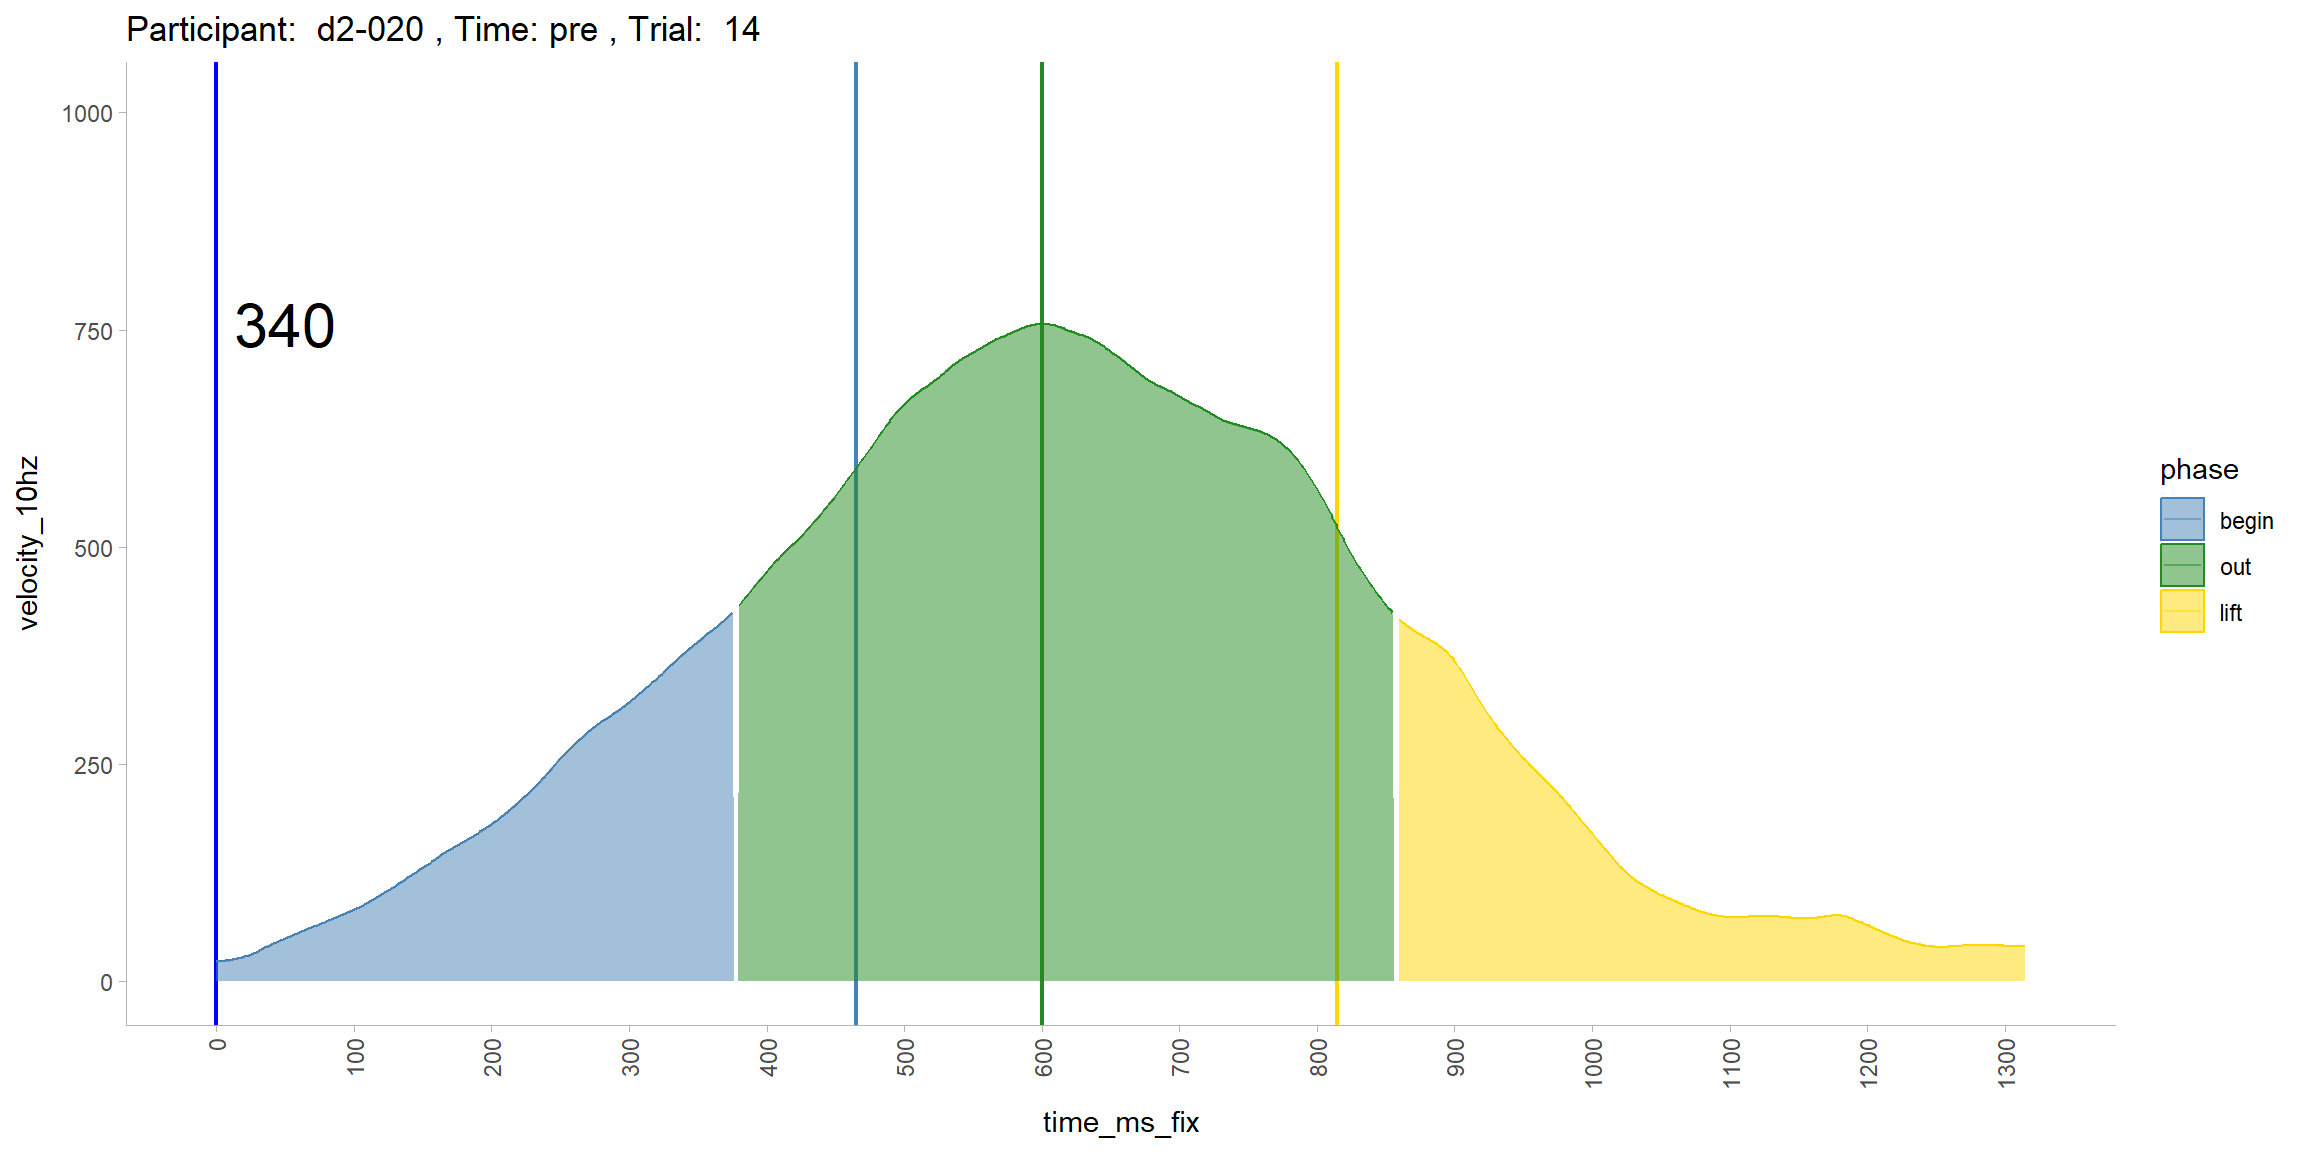 Participant:  d2-020 , Time: pre , Trial:  14
1000
750
500
250
0
velocity_10hz
340
0
100
200
300
400
500
600
700
800
900
1000
1100
1200
1300
time_ms_fix
phase
begin
out
lift